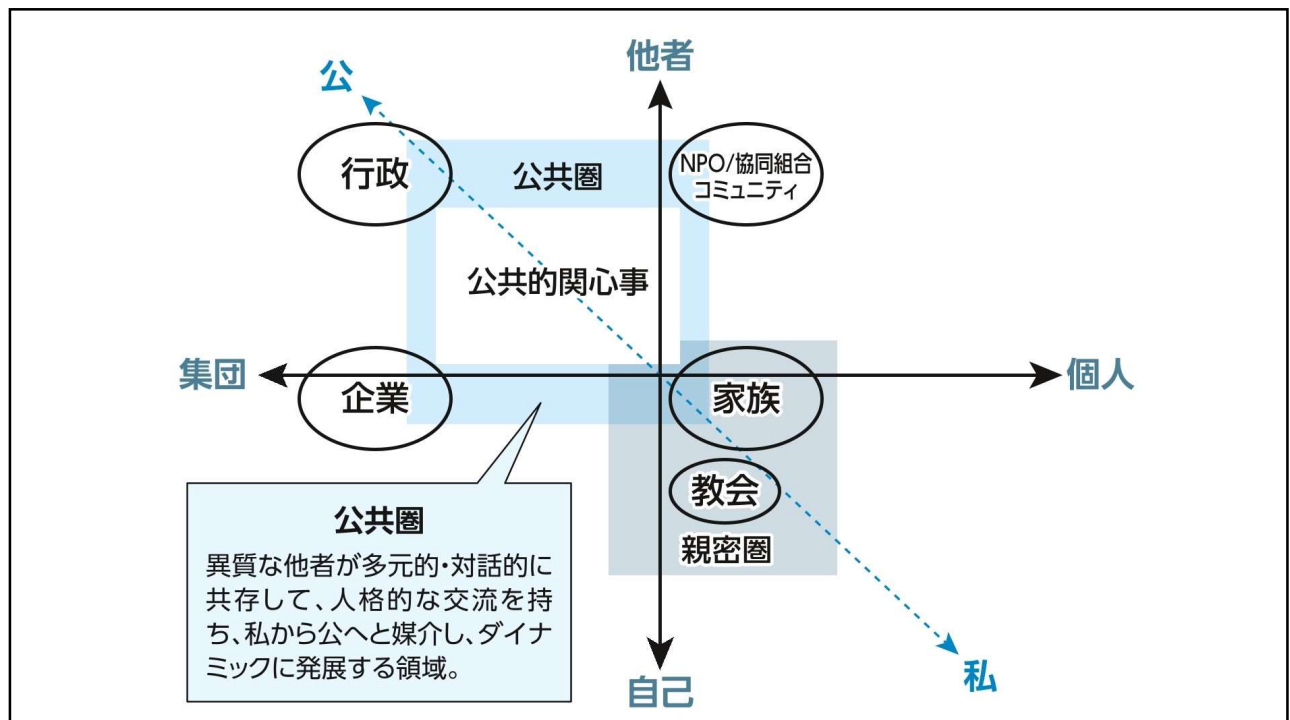 他者
公
行政
公共圏
NPO/協同組合
コミュニティ
公共的関心事
集団
個人
企業
家族
教会
親密圏
公共圏
異質な他者が多元的・対話的に
共存して、人格的な交流を持
ち、私から公へと媒介し、ダイナ
ミックに発展する領域。
自己
私